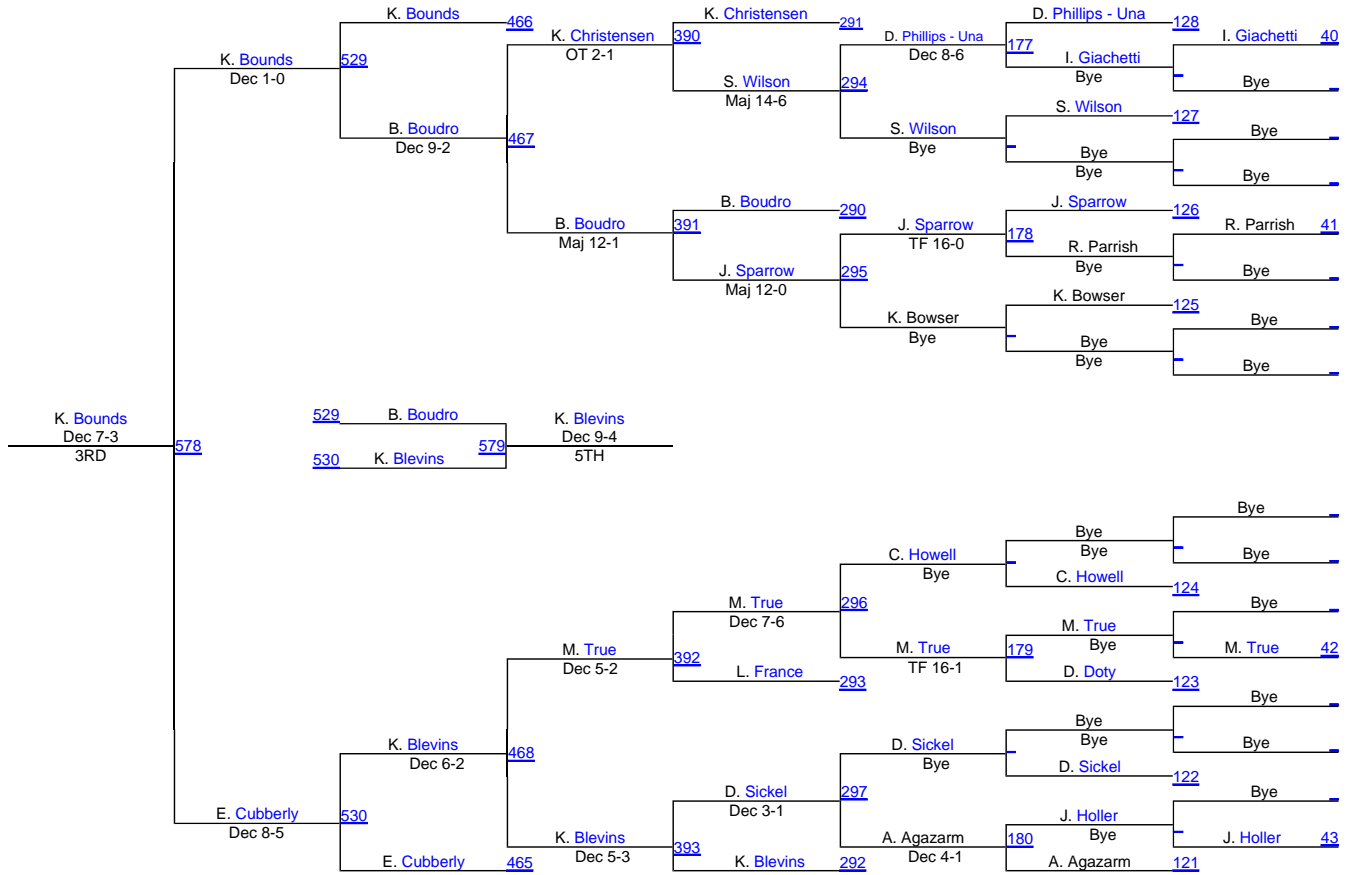 K. Bounds 466
K. Christensen 291
D. Phillips - Una 128
K. Christensen 390
D. Phillips - Una 177
I. Giachetti 40
OT 2-1
Dec 8-6
I. Giachetti
K. Bounds 529
Bye
Dec 1-0
S. Wilson 294
Bye
Maj 14-6
S. Wilson 127
B. Boudro 467
S. Wilson
Bye
Dec 9-2
Bye
Bye
Bye
Bye
B. Boudro 290
J. Sparrow 126
B. Boudro 391
J. Sparrow 178
R. Parrish 41
Maj 12-1
TF 16-0
R. Parrish
J. Sparrow 295
Bye
Bye
Maj 12-0
K. Bowser 125
K. Bowser
Bye
Bye
Bye
Bye
Bye
K. Bounds
529 B. Boudro
K. Blevins
Dec 7-3
Dec 9-4
578
579
3RD
530 K. Blevins
5TH
Bye
Bye
C. Howell
Bye
Bye
Bye
C. Howell 124
M. True 296
Bye
Dec 7-6
M. True
M. True 392
M. True 179
Bye
M. True 42
Dec 5-2
TF 16-1
L. France 293
D. Doty 123
Bye
Bye
K. Blevins 468
D. Sickel
Bye
Bye
Dec 6-2
Bye
D. Sickel 122
D. Sickel 297
Bye
E. Cubberly 530
Dec 3-1
J. Holler
Dec 8-5
K. Blevins 393
A. Agazarm 180
Bye
J. Holler 43
Dec 5-3
Dec 4-1
E. Cubberly 465
K. Blevins 292
A. Agazarm 121